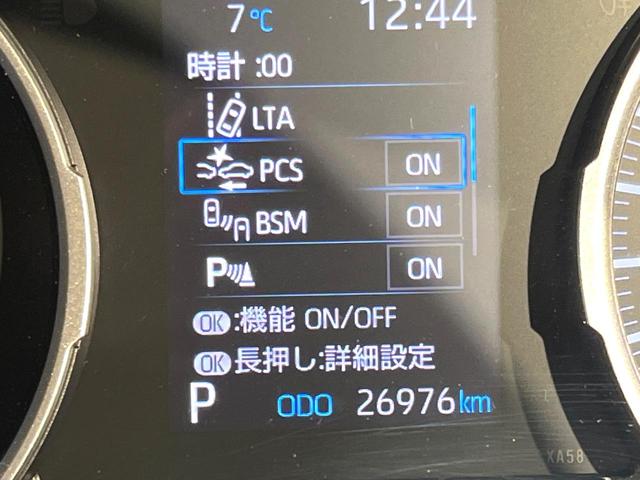 7℃ 12:44
時計 :00
LTA
PCS ON
BSM ON
P ON
OK:機能 ON/OFF
OK長押し:詳細設定
P ODO 26976km
XA58